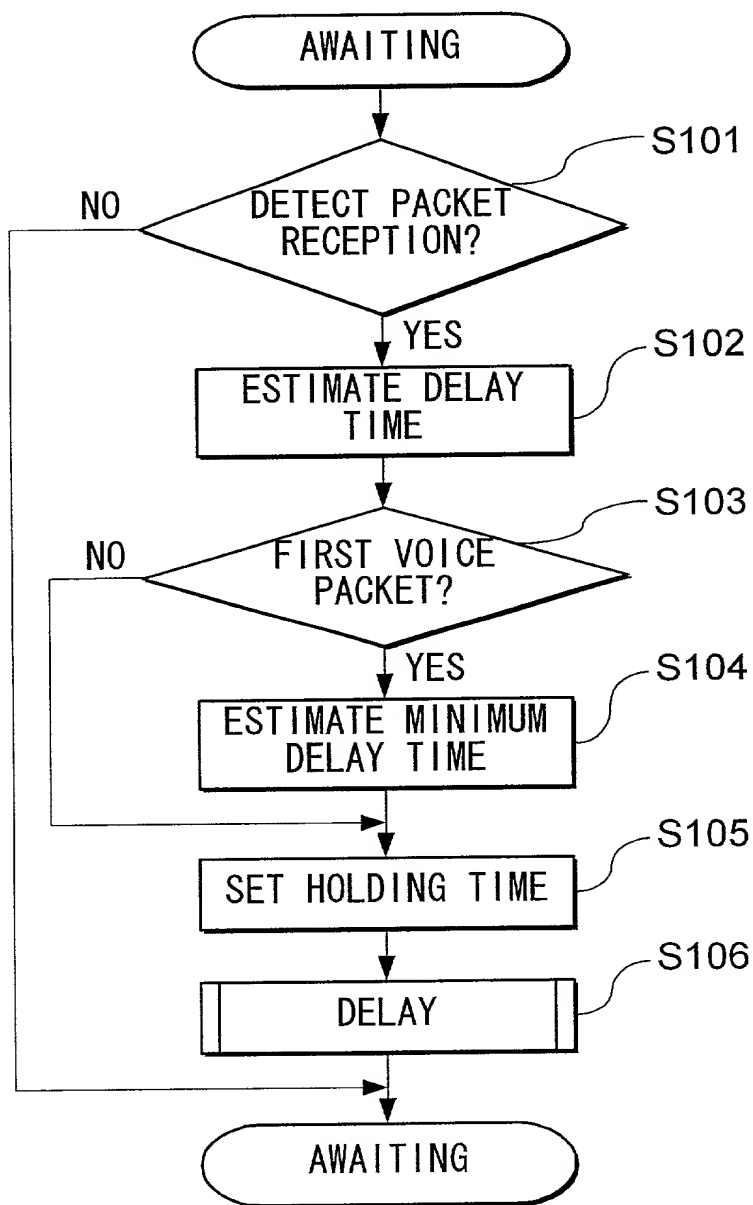 AWAITING
S101
NO
DETECT PACKET
RECEPTION?
YES
S102
ESTIMATE DELAY
TIME
S103
NO
FIRST VOICE
PACKET?
YES
S104
ESTIMATE MINIMUM
DELAY TIME
S105
SET HOLDING TIME
S106
DELAY
AWAITING